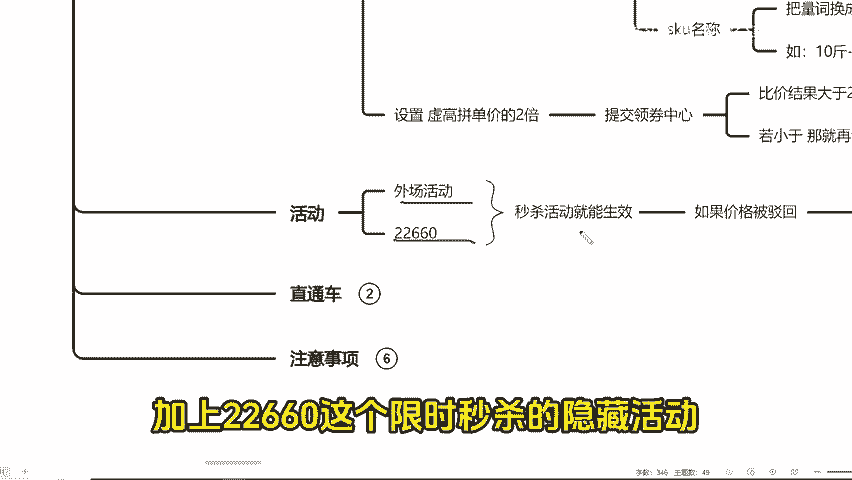 把量词换成
sku名称
如：10斤
设置 虚高拼单价的2倍
提交领券中心
比价结果大于2
若小于 那就再
活动
外场活动
22660
秒杀活动就能生效
如果价格被驳回
直通车 2
注意事项 6
加上22660这个限时秒杀的隐藏活动
字数：346 主题数：49